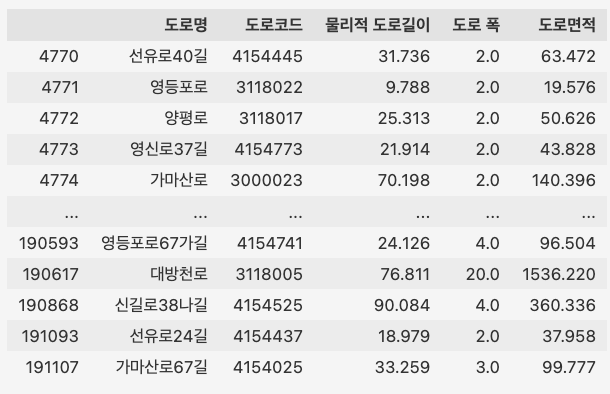 도로명 도로코드 물리적 도로길이 도로 폭 도로면적
4770 선유로40길 4154445 31.736 2.0 63.472
4771 영등포로 3118022 9.788 2.0 19.576
4772 양평로 3118017 25.313 2.0 50.626
4773 영신로37길 4154773 21.914 2.0 43.828
4774 가마산로 3000023 70.198 2.0 140.396
... ... ... ... ... ...
190593 영등포로67가길 4154741 24.126 4.0 96.504
190617 대방천로 3118005 76.811 20.0 1536.220
190868 신길로38나길 4154525 90.084 4.0 360.336
191093 선유로24길 4154437 18.979 2.0 37.958
191107 가마산로67길 4154025 33.259 3.0 99.777